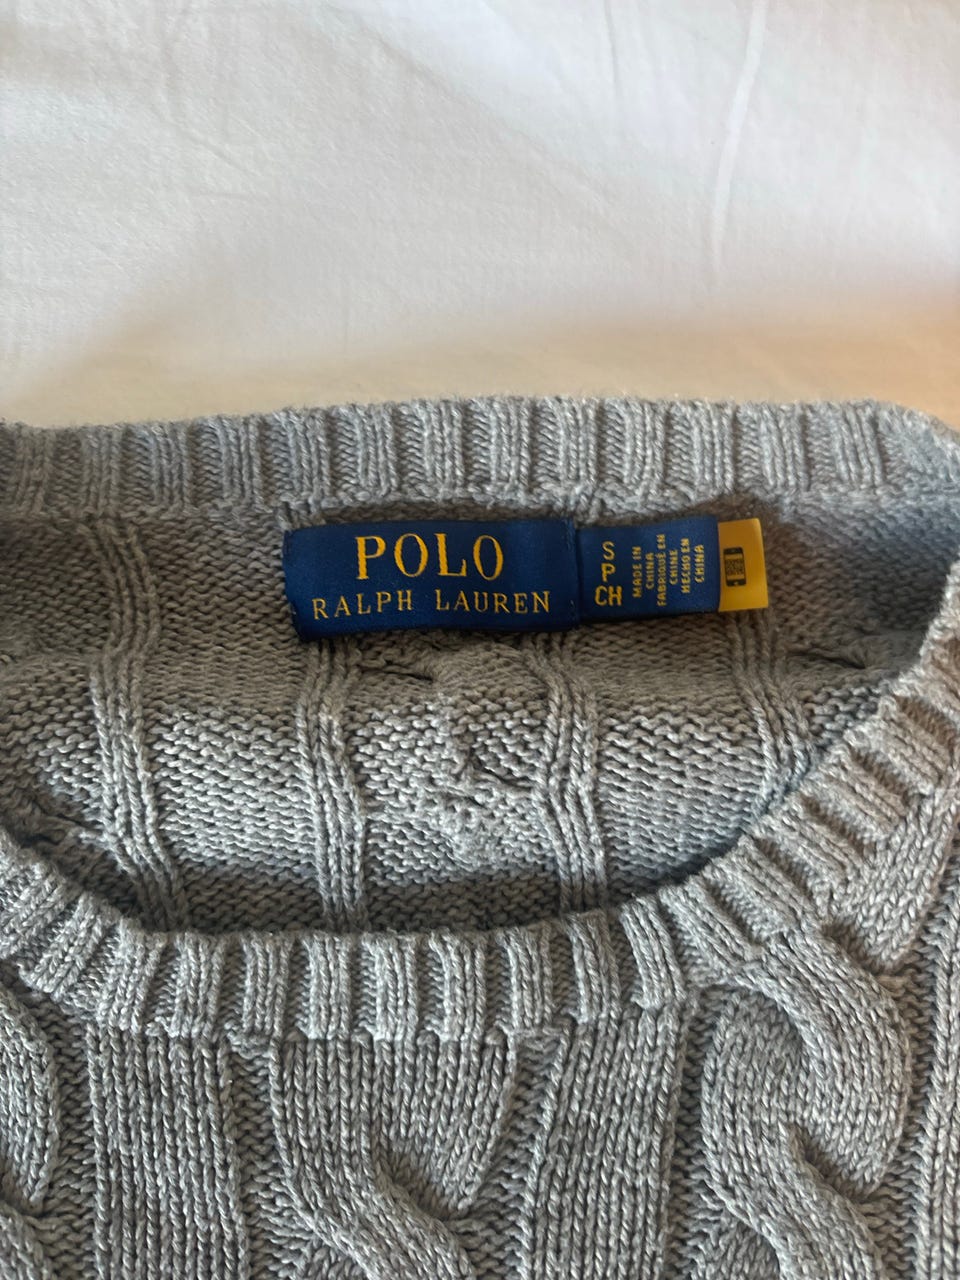 POLO
RALPH LAUREN
S
P
CH
MADE IN
CHINA
FABRIQUÉ EN
CHINE
HECHO EN
CHINA